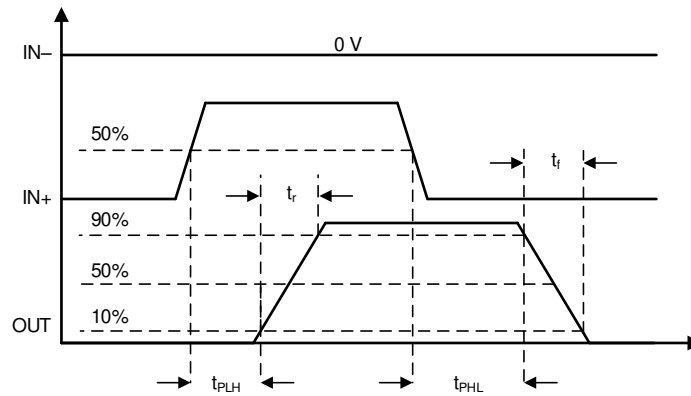 IN–
0 V
50%
t_f
IN+
t_r
90%
50%
10%
OUT
t_PLH
t_PHL